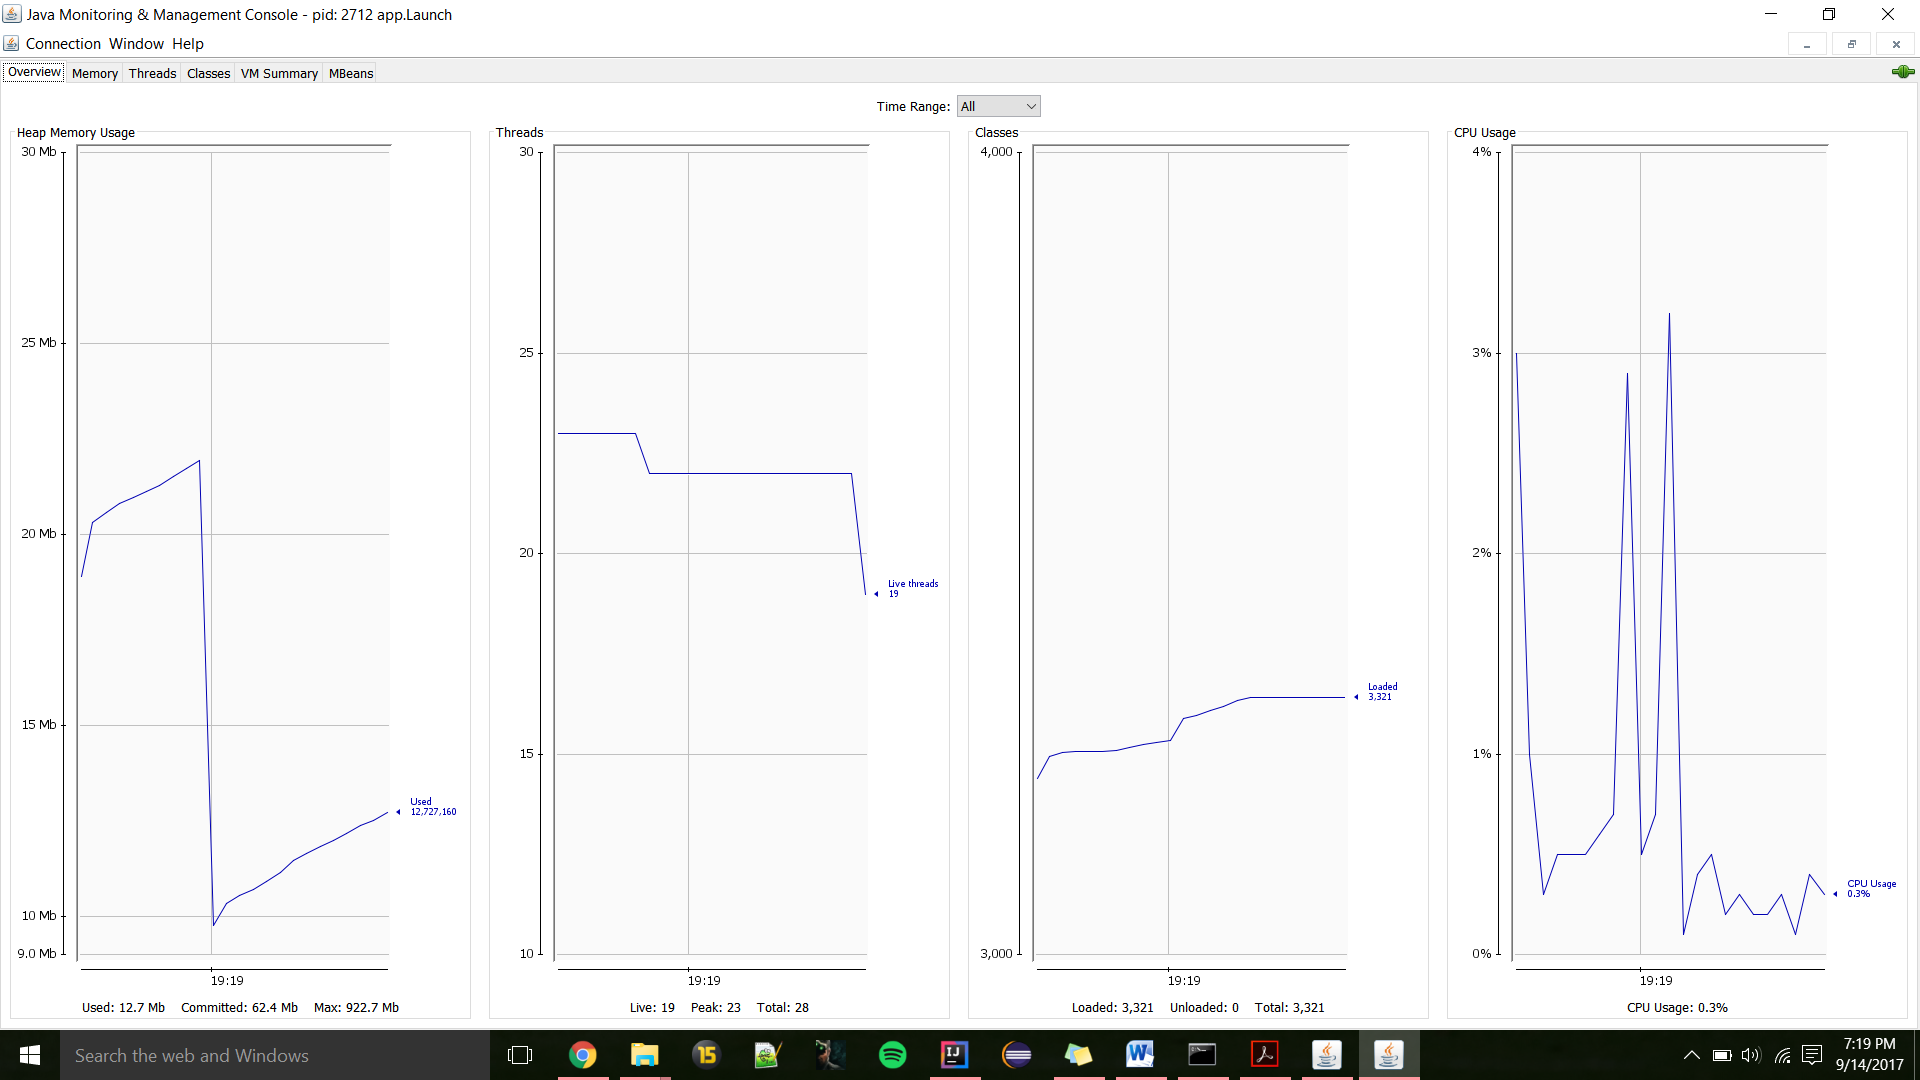 Java Monitoring & Management Console - pid: 2712 app.Launch
Connection Window Help
Overview Memory Threads Classes VM Summary MBeans
Time Range: All
Heap Memory Usage
30 Mb
25 Mb
20 Mb
15 Mb
10 Mb
9.0 Mb
Used
12,727,160
19:19
Used: 12.7 Mb Committed: 62.4 Mb Max: 922.7 Mb
Threads
30
25
20
15
10
Live threads
19
19:19
Live: 19 Peak: 23 Total: 28
Classes
4,000
3,000
Loaded
3,321
19:19
Loaded: 3,321 Unloaded: 0 Total: 3,321
CPU Usage
4%
3%
2%
1%
0%
CPU Usage
0.3%
19:19
CPU Usage: 0.3%
Search the web and Windows
15
IJ
W
7:19 PM
9/14/2017